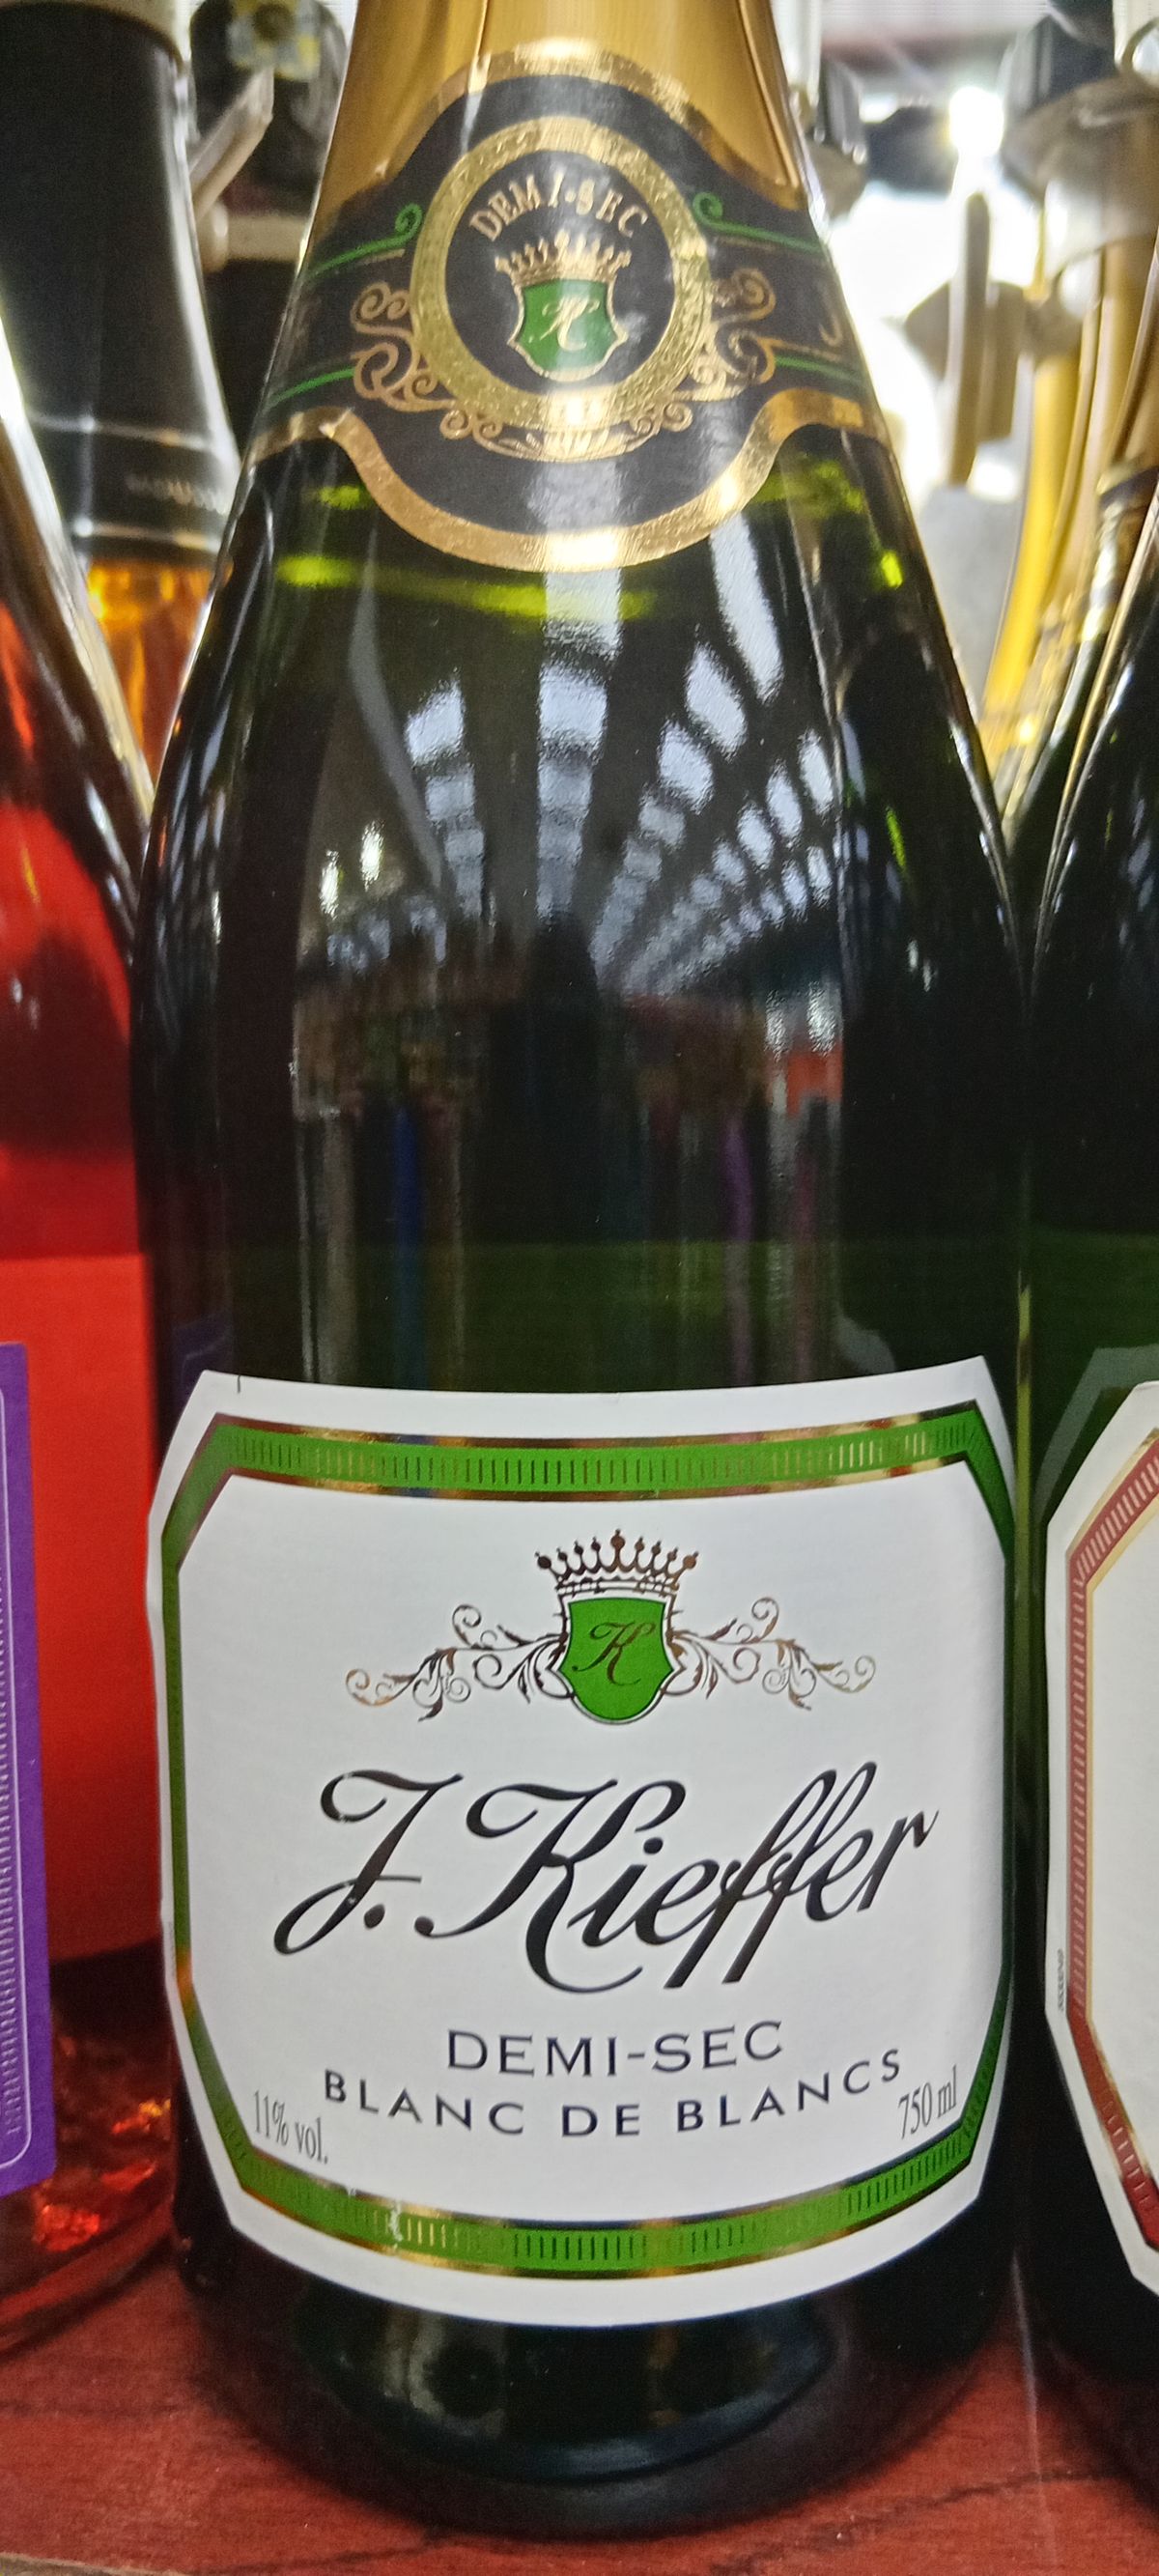 DEMI·SEC
K
K
J. Kieffer
DEMI-SEC
BLANC DE BLANCS
11% vol.
750 ml